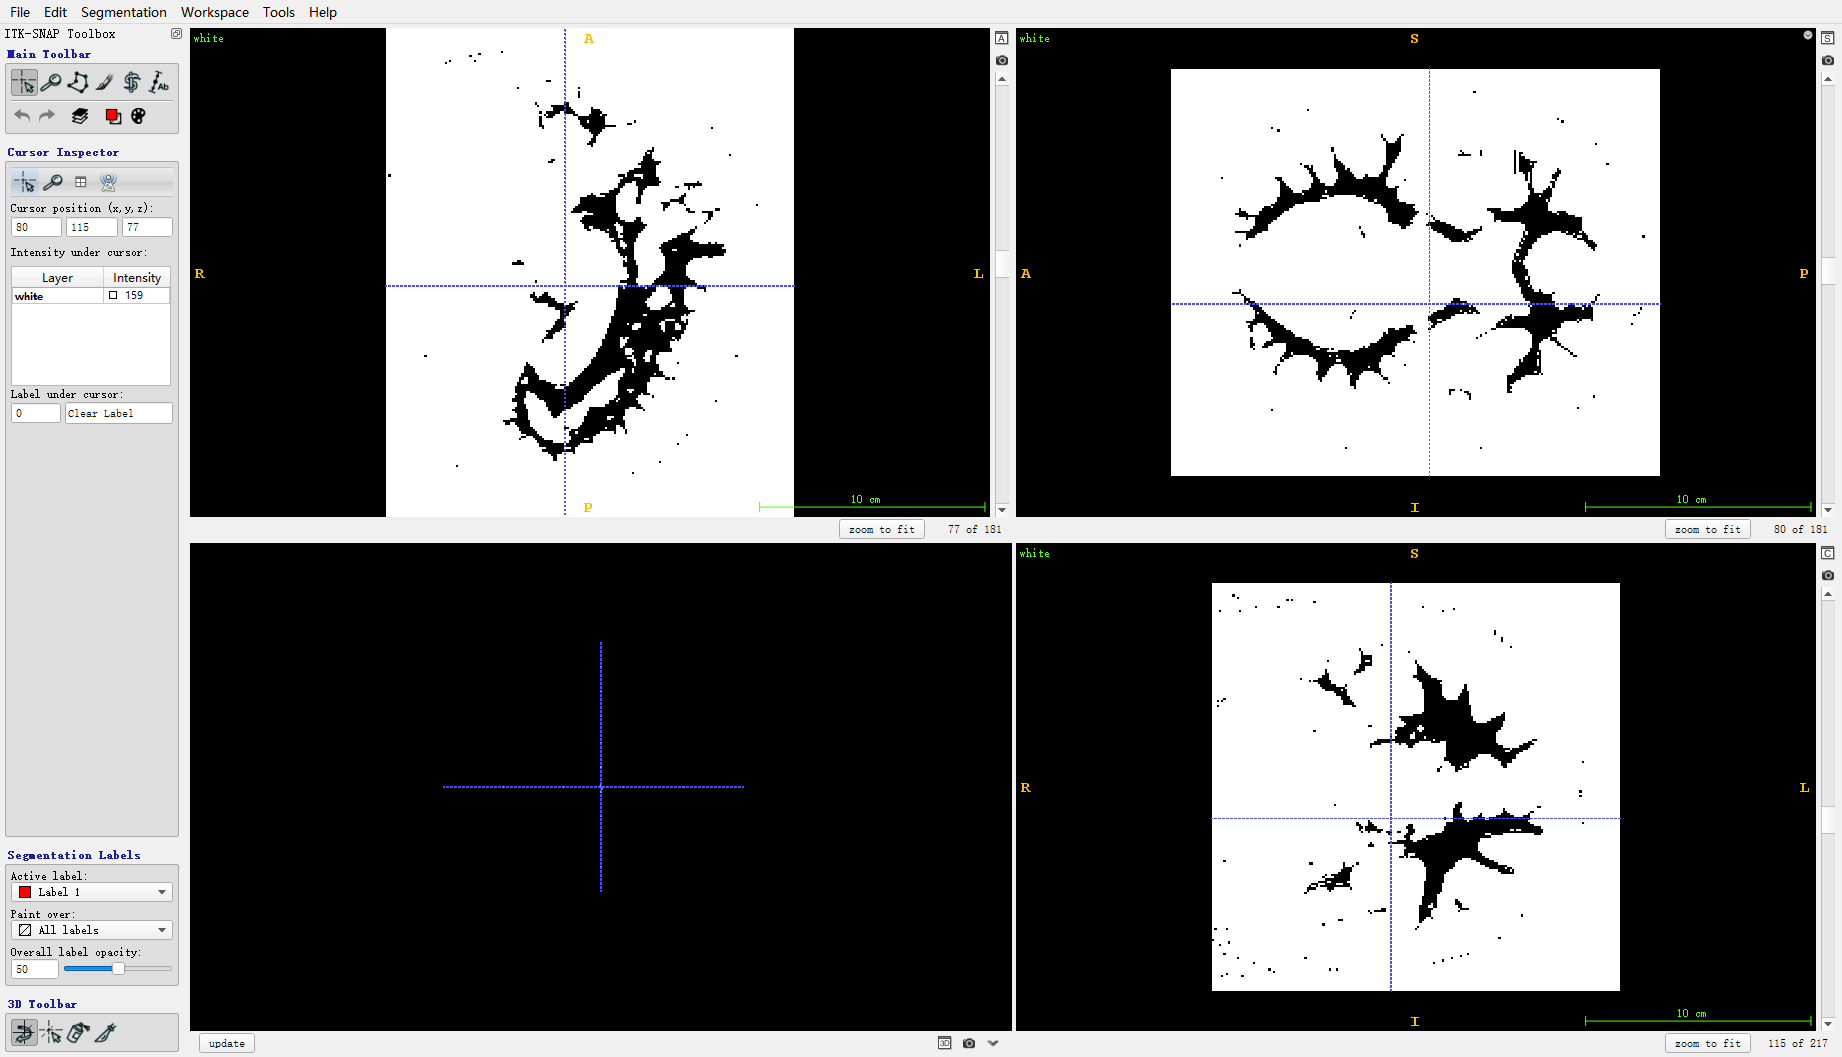 File Edit Segmentation Workspace Tools Help
ITK-SNAP Toolbox
Main Toolbar
Ab
Cursor Inspector
Cursor position (x,y,z):
80 115 77
Intensity under cursor:
Layer Intensity
white 159
Label under cursor:
0 Clear Label
Segmentation Labels
Active label:
Label 1
Paint over:
All labels
Overall label opacity:
50
3D Toolbar
white
A
R
L
P
10 cm
A
zoom to fit 77 of 181
white
S
A
P
I
10 cm
S
zoom to fit 80 of 181
update
3D
white
S
R
L
I
10 cm
C
zoom to fit 115 of 217